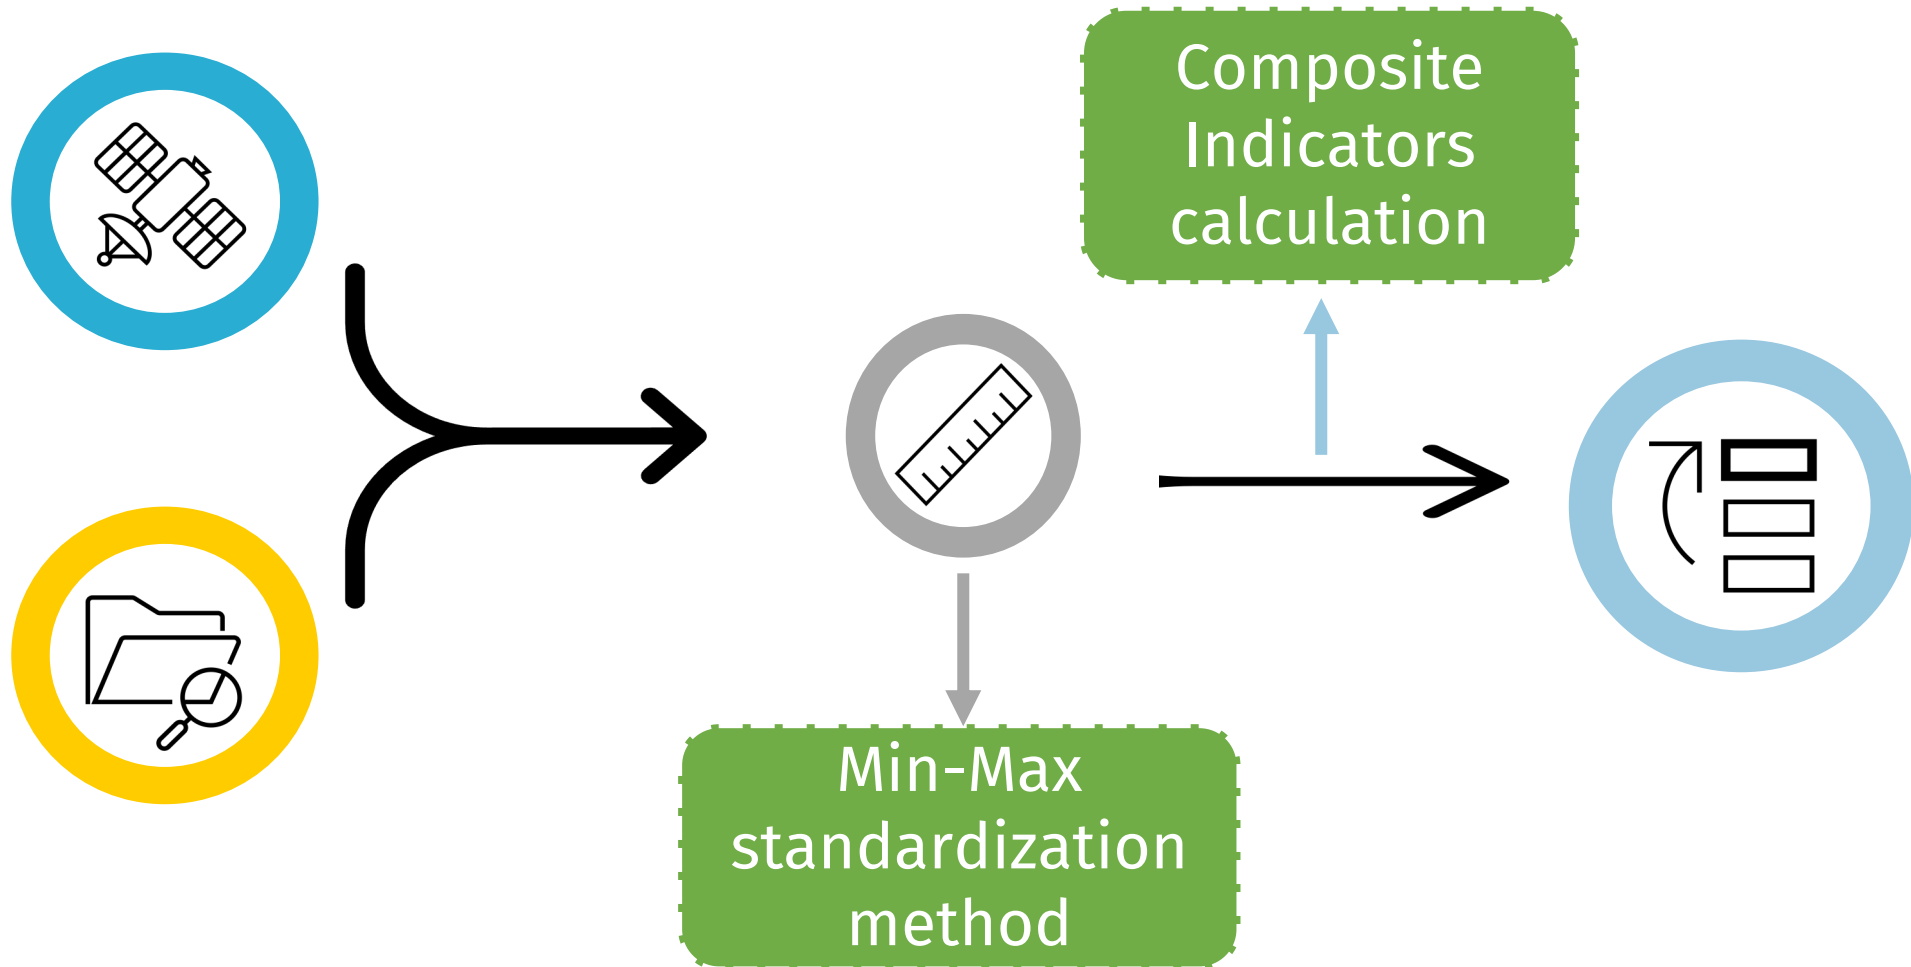 Composite
Indicators
calculation
Min-Max
standardization
method